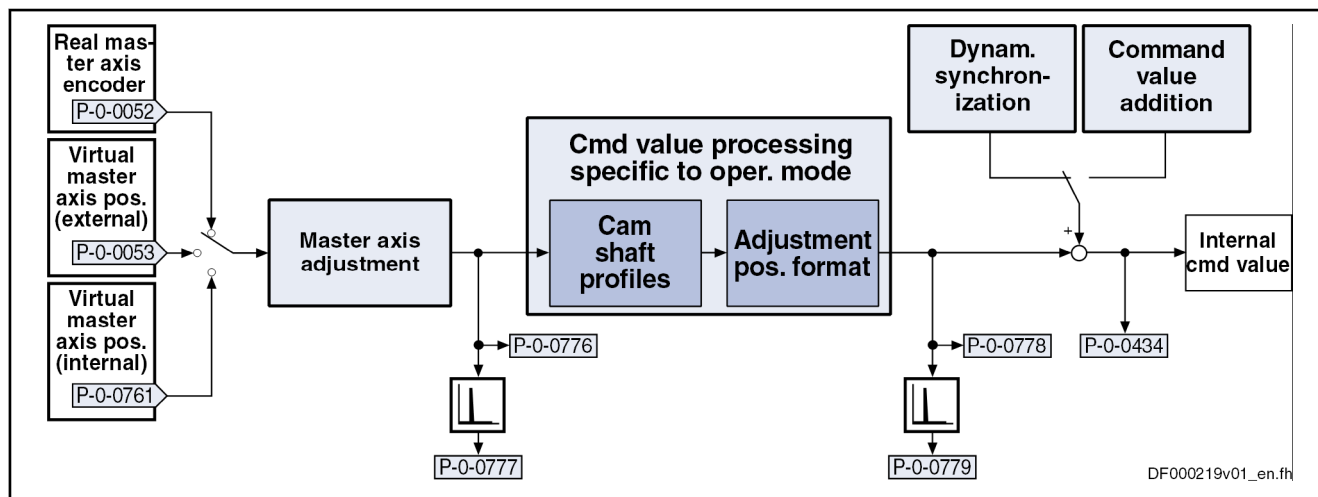 Real mas-
ter axis
encoder
P-0-0052
Virtual
master
axis pos.
(external)
P-0-0053
Virtual
master
axis pos.
(internal)
P-0-0761
Master axis
adjustment
Cmd value processing
specific to oper. mode
Cam
shaft
profiles
Adjustment
pos. format
Dynam.
synchron-
ization
Command
value
addition
+
Internal
cmd value
P-0-0776
P-0-0778
P-0-0434
P-0-0777
P-0-0779
DF000219v01_en.fh